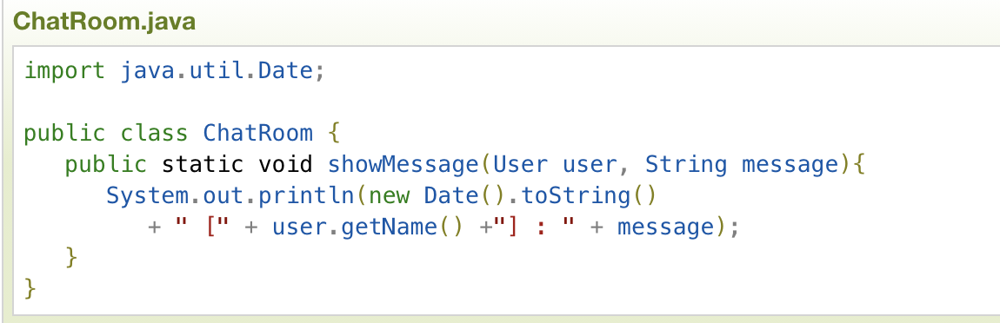 ChatRoom.java
import java.util.Date;
public class ChatRoom {
   public static void showMessage(User user, String message){
      System.out.println(new Date().toString()
         + " [" + user.getName() +"] : " + message);
   }
}